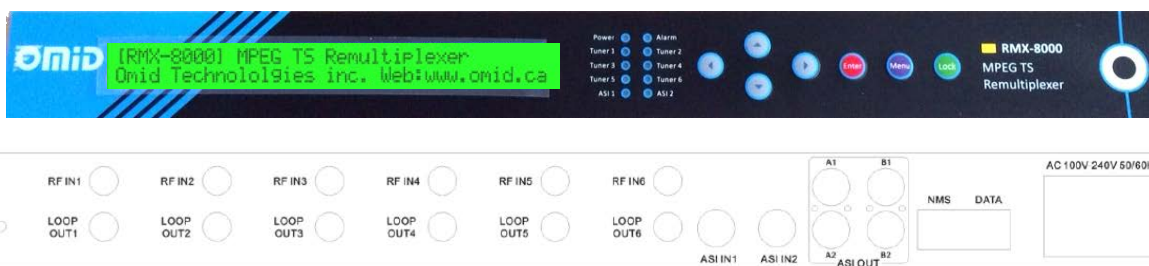 OMiD
[RMX-8000] MPEG TS Remultiplexer
Omid Technolol9ies inc. Web:www.omid.ca
Power Alarm
Tuner 1 Tuner 2
Tuner 3 Tuner 4
Tuner 5 Tuner 6
ASI 1 ASI 2
Enter Menu Lock
RMX-8000
MPEG TS
Remultiplexer
RF IN1 RF IN2 RF IN3 RF IN4 RF IN5 RF IN6
LOOP OUT1 LOOP OUT2 LOOP OUT3 LOOP OUT4 LOOP OUT5 LOOP OUT6
ASI IN1 ASI IN2
A1 B1
A2 B2
ASI OUT
NMS DATA
AC 100V-240V 50/60